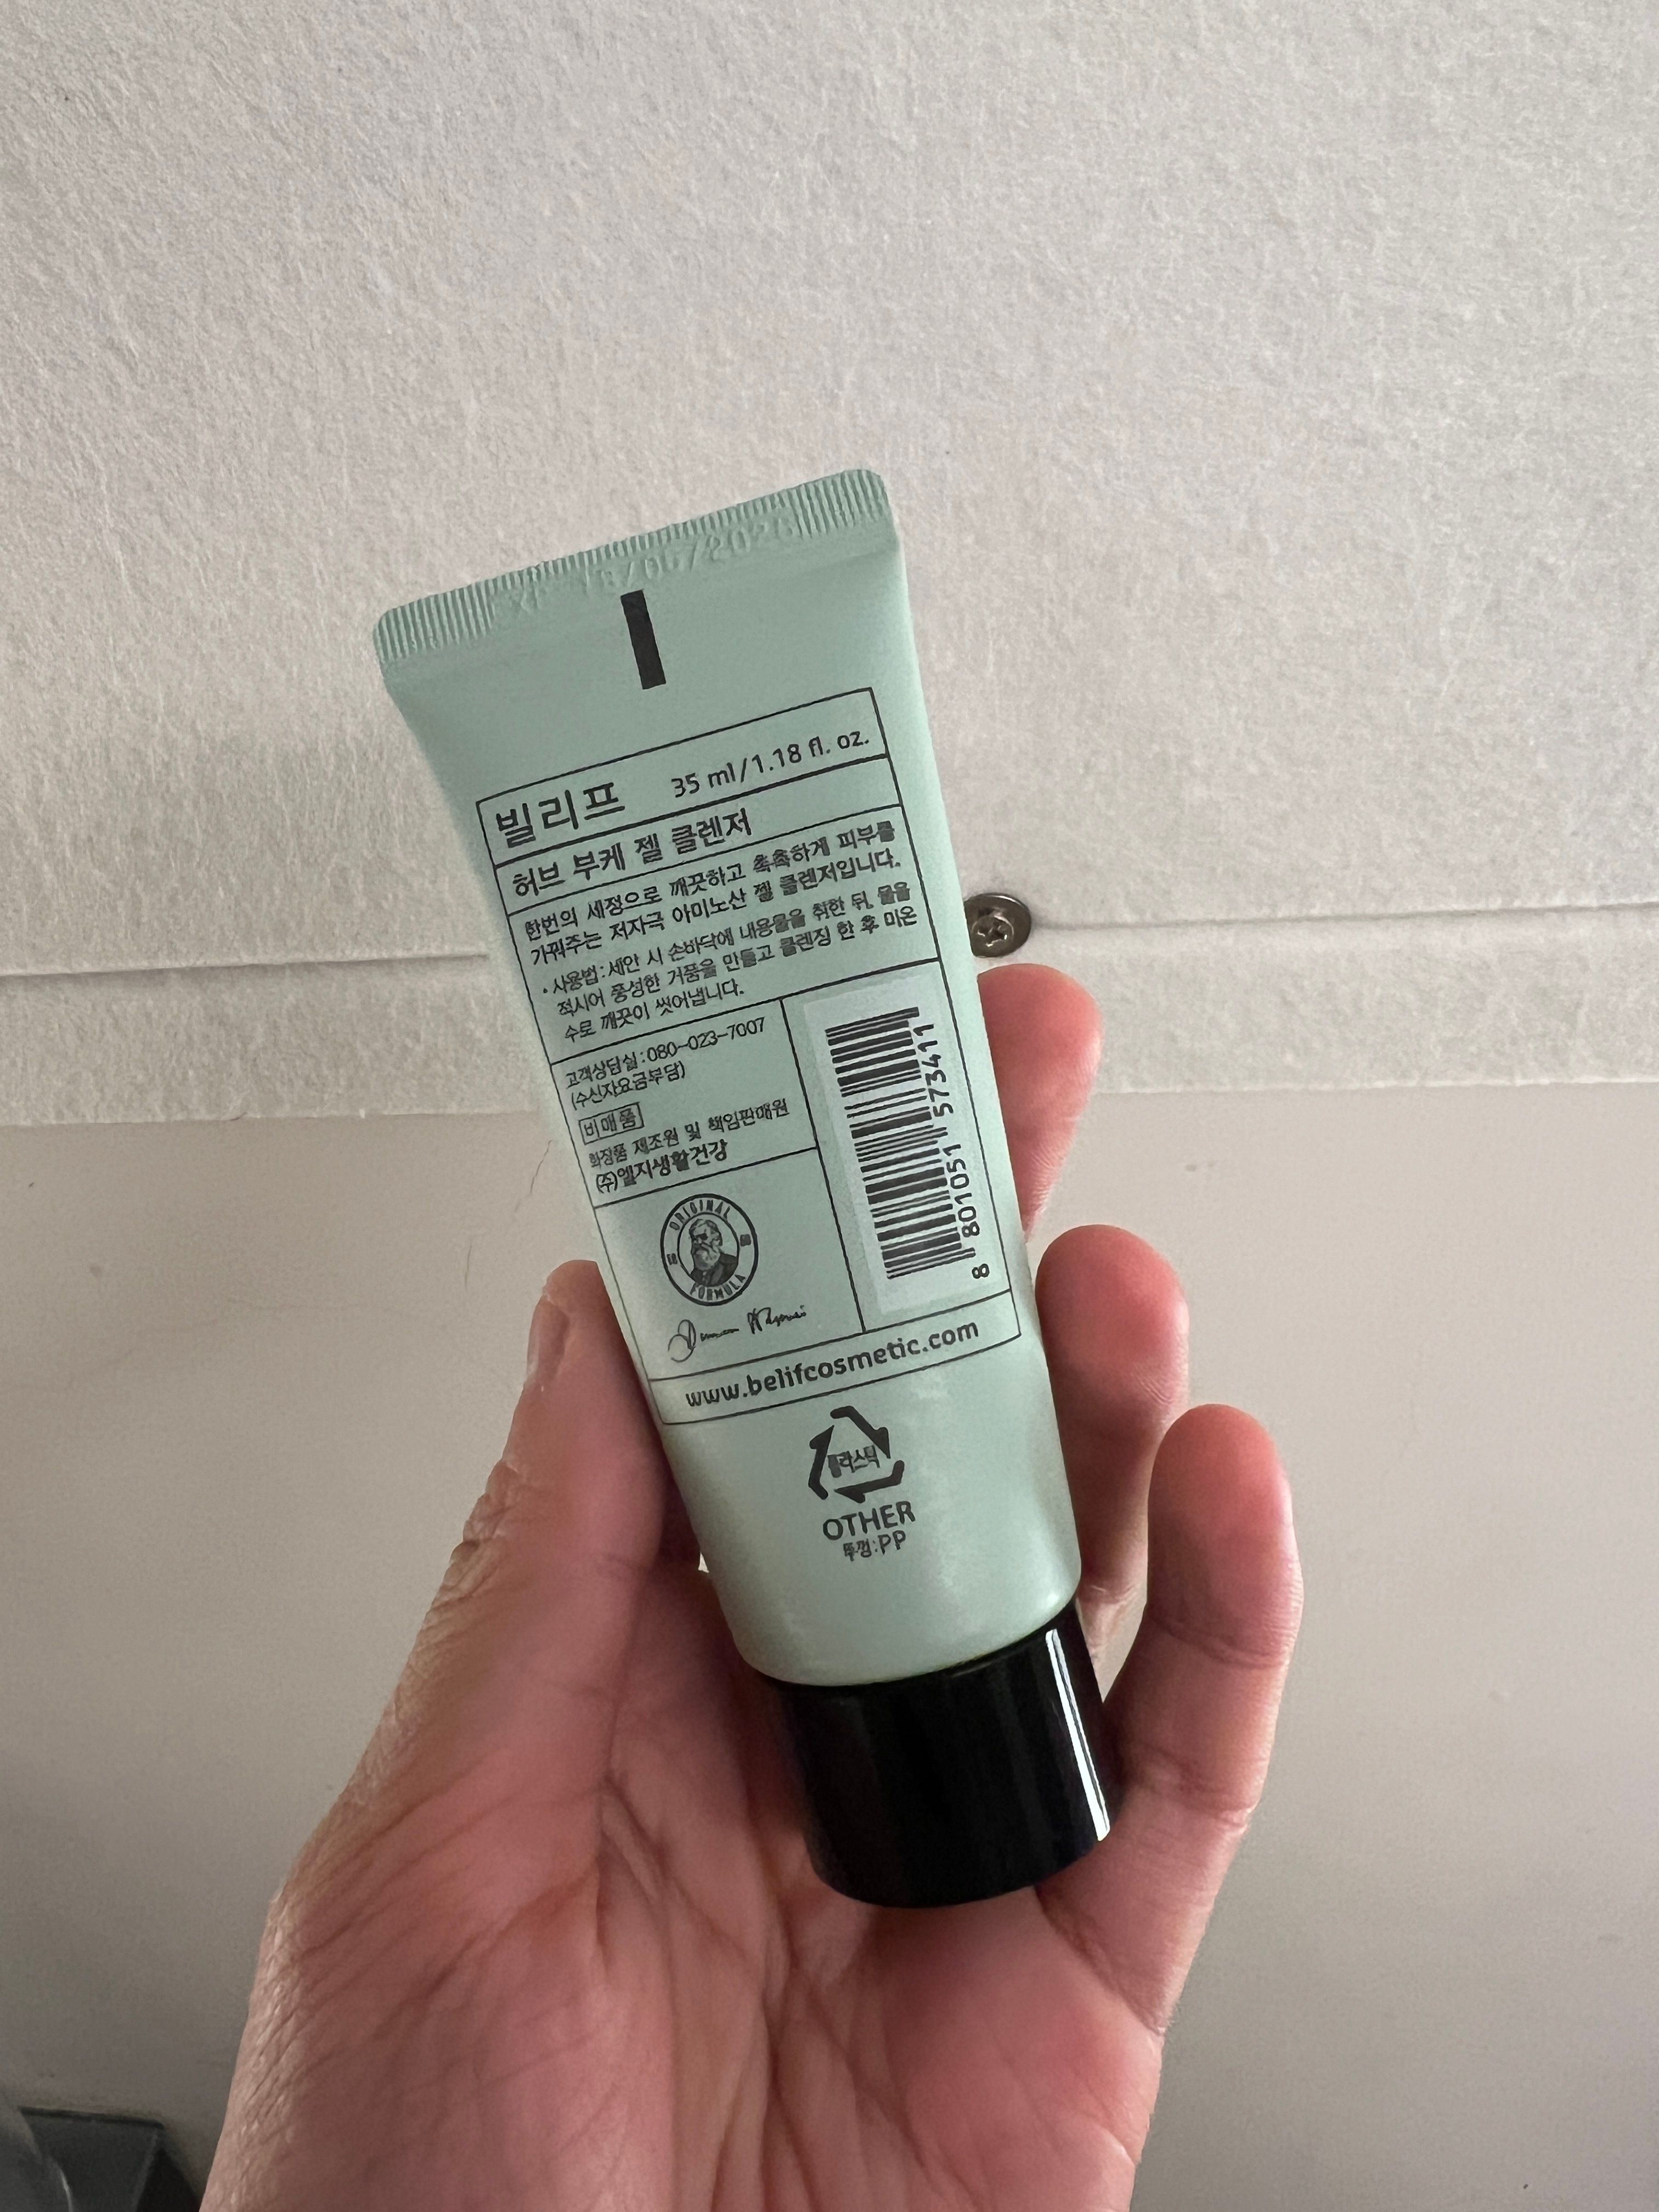 빌리프 35 ml/1.18 fl. oz.
허브 부케 젤 클렌저
한번의 세정으로 깨끗하고 촉촉하게 피부를
가꿔주는 저자극 아미노산 젤 클렌저입니다.
• 사용법 : 세안 시 손바닥에 내용물을 취한 뒤, 물을
적시어 풍성한 거품을 만들고 클렌징 한 후 미온
수로 깨끗이 씻어냅니다.
고객상담실 : 080-023-7007
(수신자요금부담)
비매품
화장품 제조원 및 책임판매원
(주)엘지생활건강
8 801051 573411
ORIGINAL
FORMULA
www.belifcosmetic.com
플라스틱
OTHER
뚜껑:PP